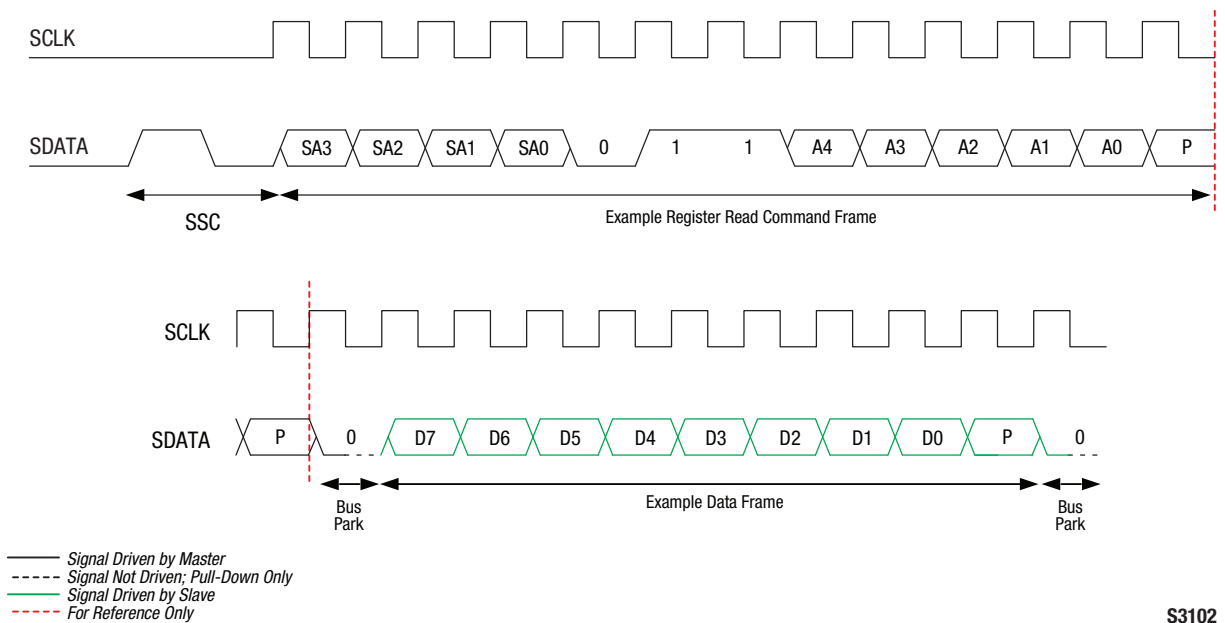 SCLK
SDATA SA3 SA2 SA1 SA0 0 1 1 A4 A3 A2 A1 A0 P
SSC
Example Register Read Command Frame
SCLK
SDATA P 0 D7 D6 D5 D4 D3 D2 D1 D0 P 0
Bus Park
Example Data Frame
Bus Park
Signal Driven by Master
Signal Not Driven; Pull-Down Only
Signal Driven by Slave
For Reference Only
S3102